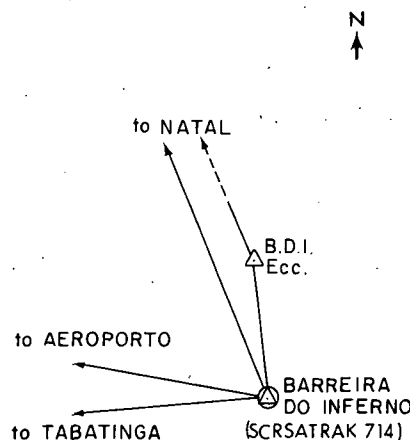 N
to NATAL
B.D.I.
Ecc.
to AEROPORTO
BARREIRA
DO INFERNO
(SCRSATRAK 714)
to TABATINGA